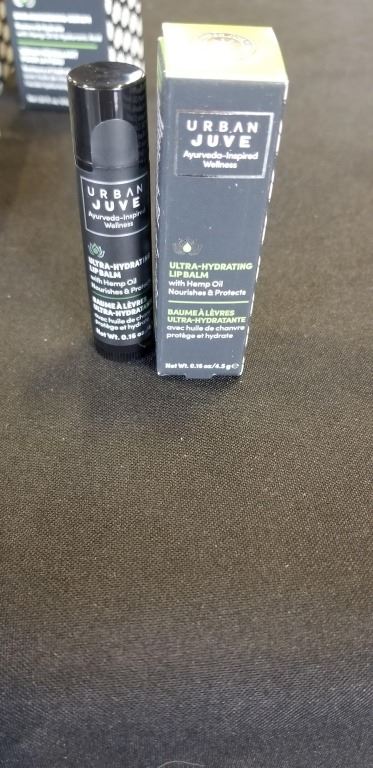 URBAN
JUVE
Ayurveda-Inspired
Wellness
ULTRA-HYDRATING
LIP BALM
with Hemp Oil
Nourishes & Protects
BAUME À LÈVRES
ULTRA-HYDRATANTE
avec huile de chanvre
protège et hydrate
Net Wt. 0.15 oz
URBAN
JUVE
Ayurveda-Inspired
Wellness
ULTRA-HYDRATING
LIP BALM
with Hemp Oil
Nourishes & Protects
BAUME À LÈVRES
ULTRA-HYDRATANTE
avec huile de chanvre
protège et hydrate
Net Wt. 0.15 oz/4.5 g℮